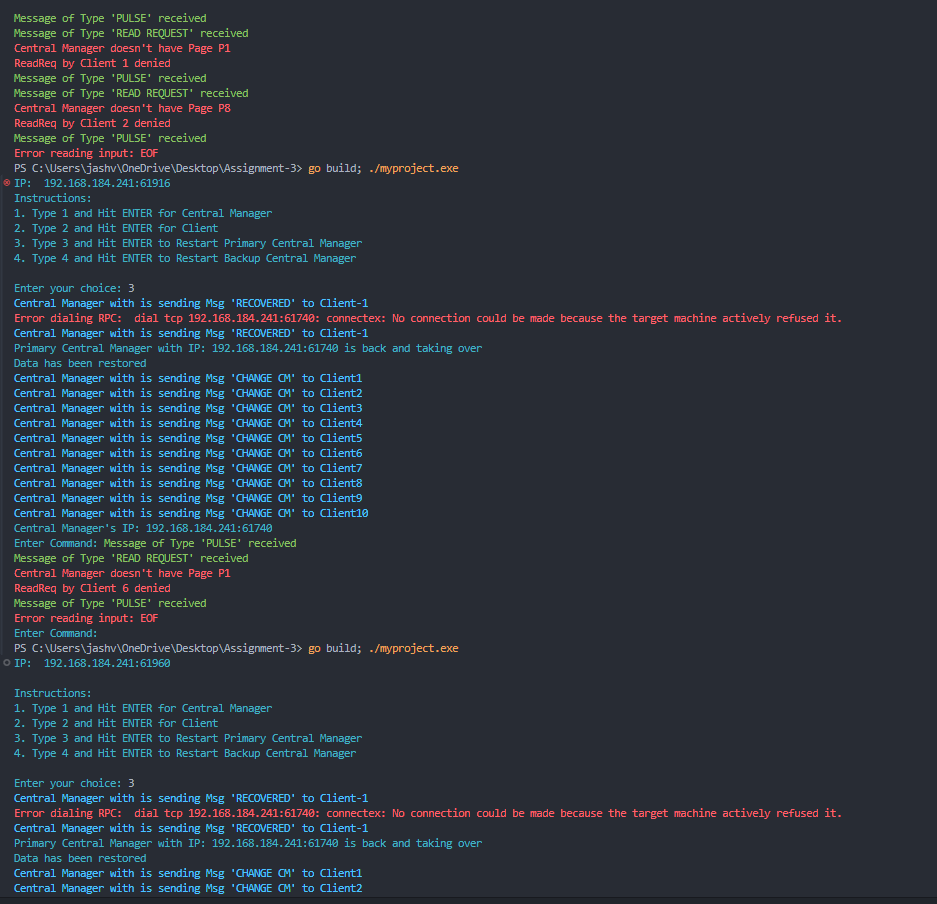 Message of Type 'PULSE' received
Message of Type 'READ REQUEST' received
Central Manager doesn't have Page P1
ReadReq by Client 1 denied
Message of Type 'PULSE' received
Message of Type 'READ REQUEST' received
Central Manager doesn't have Page P8
ReadReq by Client 2 denied
Message of Type 'PULSE' received
Error reading input: EOF
PS C:\Users\jashv\OneDrive\Desktop\Assignment-3> go build; ./myproject.exe
IP:  192.168.184.241:61916
Instructions:
1. Type 1 and Hit ENTER for Central Manager
2. Type 2 and Hit ENTER for Client
3. Type 3 and Hit ENTER to Restart Primary Central Manager
4. Type 4 and Hit ENTER to Restart Backup Central Manager
Enter your choice: 3
Central Manager with is sending Msg 'RECOVERED' to Client-1
Error dialing RPC:  dial tcp 192.168.184.241:61740: connectex: No connection could be made because the target machine actively refused it.
Central Manager with is sending Msg 'RECOVERED' to Client-1
Primary Central Manager with IP: 192.168.184.241:61740 is back and taking over
Data has been restored
Central Manager with is sending Msg 'CHANGE CM' to Client1
Central Manager with is sending Msg 'CHANGE CM' to Client2
Central Manager with is sending Msg 'CHANGE CM' to Client3
Central Manager with is sending Msg 'CHANGE CM' to Client4
Central Manager with is sending Msg 'CHANGE CM' to Client5
Central Manager with is sending Msg 'CHANGE CM' to Client6
Central Manager with is sending Msg 'CHANGE CM' to Client7
Central Manager with is sending Msg 'CHANGE CM' to Client8
Central Manager with is sending Msg 'CHANGE CM' to Client9
Central Manager with is sending Msg 'CHANGE CM' to Client10
Central Manager's IP: 192.168.184.241:61740
Enter Command: Message of Type 'PULSE' received
Message of Type 'READ REQUEST' received
Central Manager doesn't have Page P1
ReadReq by Client 6 denied
Message of Type 'PULSE' received
Error reading input: EOF
Enter Command:
PS C:\Users\jashv\OneDrive\Desktop\Assignment-3> go build; ./myproject.exe
IP:  192.168.184.241:61960
Instructions:
1. Type 1 and Hit ENTER for Central Manager
2. Type 2 and Hit ENTER for Client
3. Type 3 and Hit ENTER to Restart Primary Central Manager
4. Type 4 and Hit ENTER to Restart Backup Central Manager
Enter your choice: 3
Central Manager with is sending Msg 'RECOVERED' to Client-1
Error dialing RPC:  dial tcp 192.168.184.241:61740: connectex: No connection could be made because the target machine actively refused it.
Central Manager with is sending Msg 'RECOVERED' to Client-1
Primary Central Manager with IP: 192.168.184.241:61740 is back and taking over
Data has been restored
Central Manager with is sending Msg 'CHANGE CM' to Client1
Central Manager with is sending Msg 'CHANGE CM' to Client2